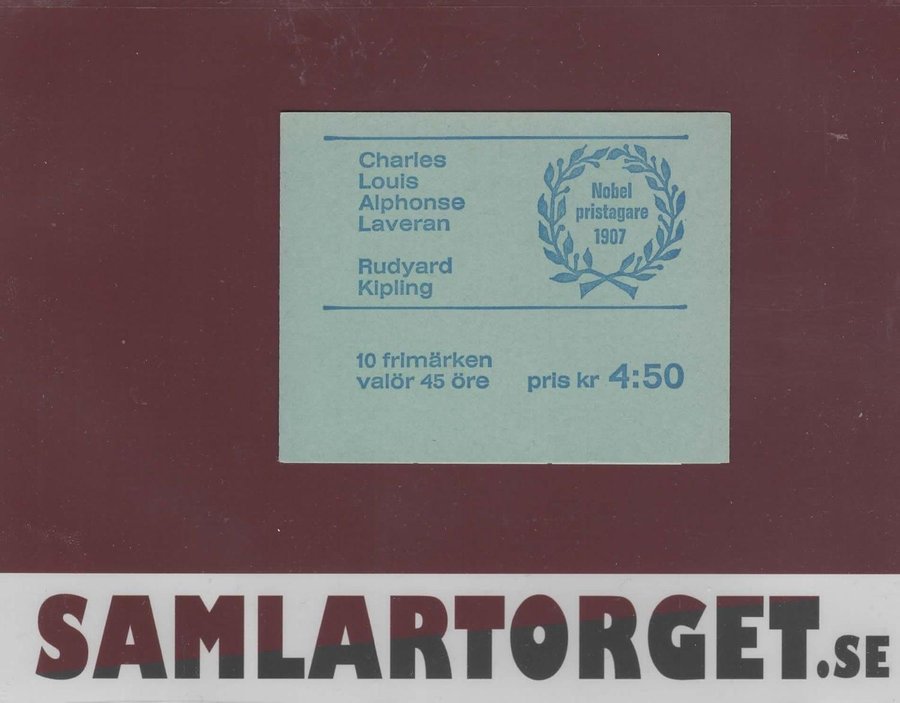 Charles
Louis
Alphonse
Laveran
Rudyard
Kipling
Nobel
pristagare
1907
10 frimärken
valör 45 öre
pris kr 4:50
SAMLARTORGET.SE